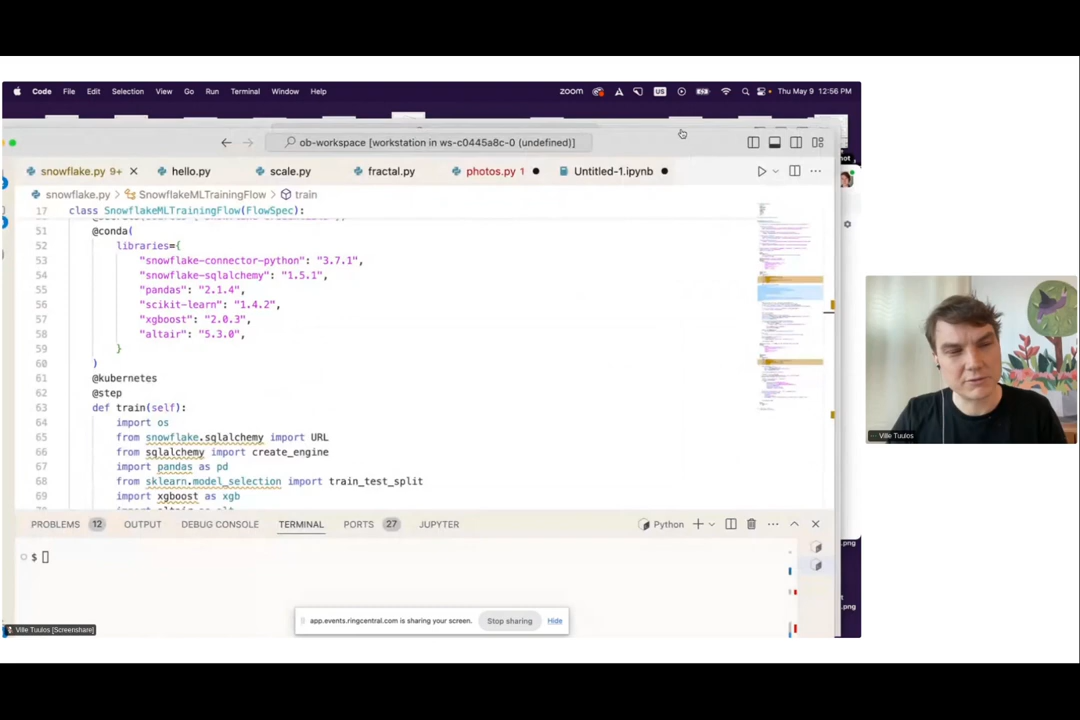 Code File Edit Selection View Go Run Terminal Window Help zoom US Thu May 9 12:56 PM
ob-workspace [workstation in ws-c0445a8c-0 (undefined)]
snowflake.py 9+ hello.py scale.py fractal.py photos.py 1 Untitled-1.ipynb
snowflake.py > SnowflakeMLTrainingFlow > train
17 class SnowflakeMLTrainingFlow(FlowSpec):
51 @conda(
52 libraries={
53 "snowflake-connector-python": "3.7.1",
54 "snowflake-sqlalchemy": "1.5.1",
55 "pandas": "2.1.4",
56 "scikit-learn": "1.4.2",
57 "xgboost": "2.0.3",
58 "altair": "5.3.0",
59 }
60 )
61 @kubernetes
62 @step
63 def train(self):
64 import os
65 from snowflake.sqlalchemy import URL
66 from sqlalchemy import create_engine
67 import pandas as pd
68 from sklearn.model_selection import train_test_split
69 import xgboost as xgb
PROBLEMS 12 OUTPUT DEBUG CONSOLE TERMINAL PORTS 27 JUPYTER Python
$
app.events.ringcentral.com is sharing your screen. Stop sharing Hide
Ville Tuulos [Screenshare]
Ville Tuulos
.png
.png